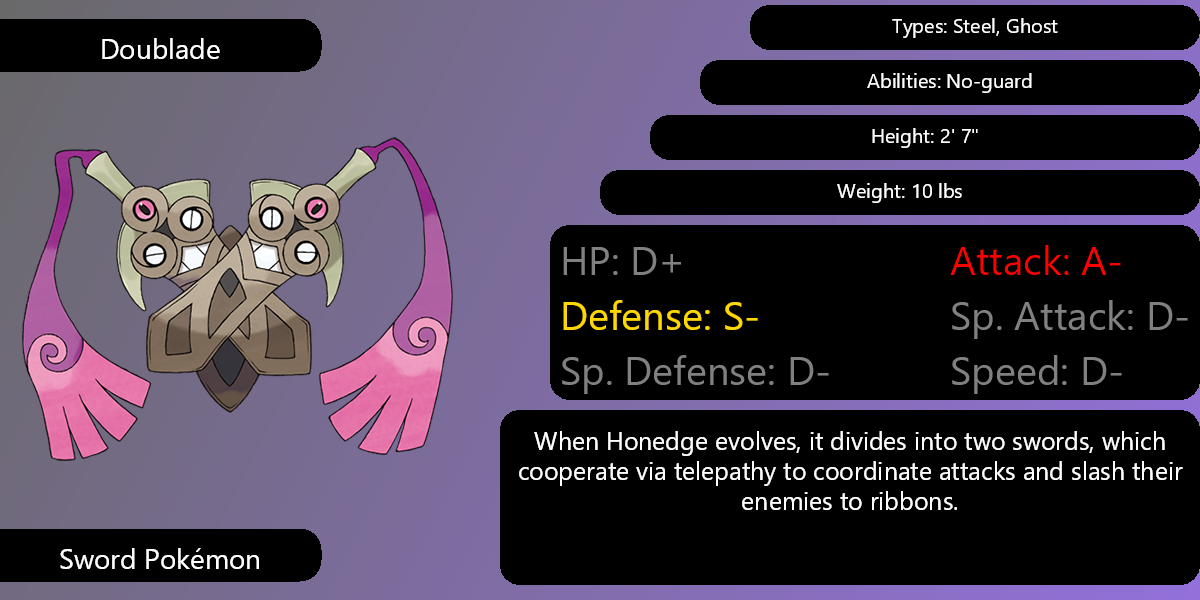 Doublade
Types: Steel, Ghost
Abilities: No-guard
Height: 2' 7"
Weight: 10 lbs
HP: D+
Attack: A-
Defense: S-
Sp. Attack: D-
Sp. Defense: D-
Speed: D-
When Honedge evolves, it divides into two swords, which
cooperate via telepathy to coordinate attacks and slash their
enemies to ribbons.
Sword Pokémon